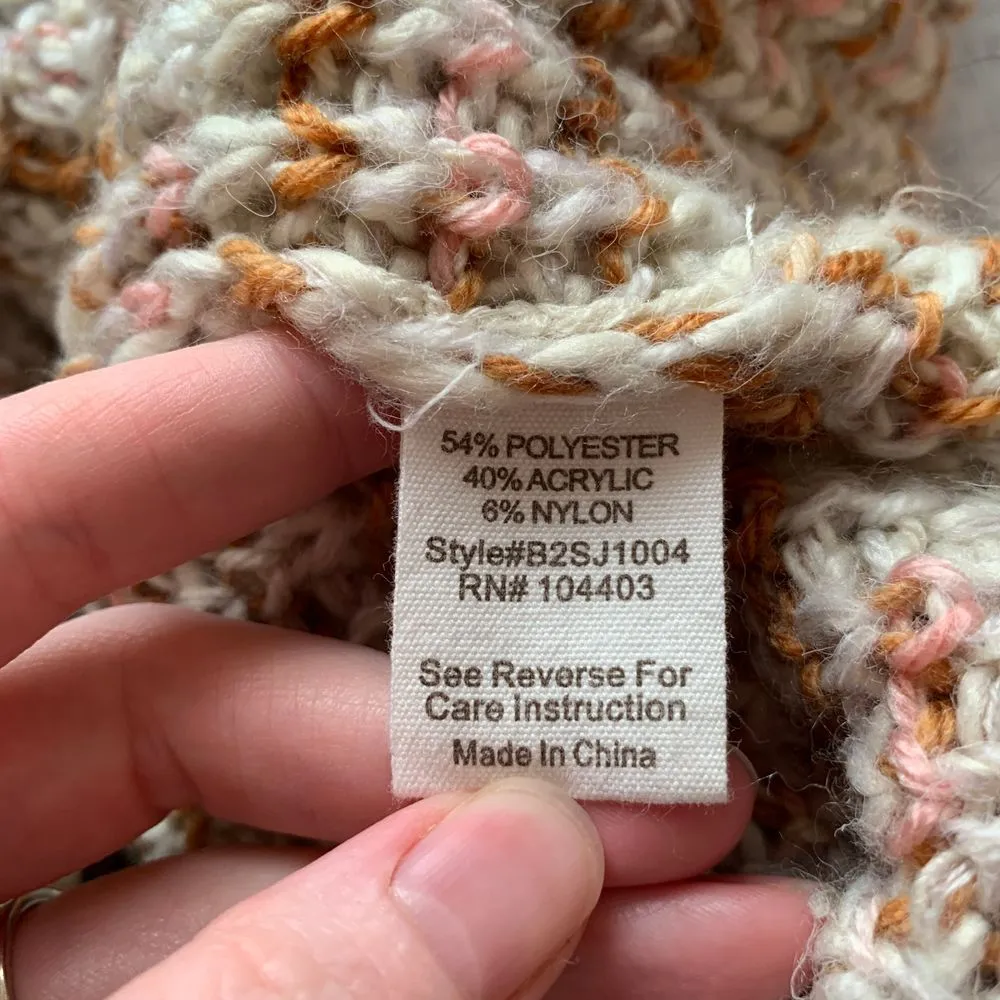 54% POLYESTER
40% ACRYLIC
6% NYLON
Style#B2SJ1004
RN# 104403
See Reverse For
Care Instruction
Made In China